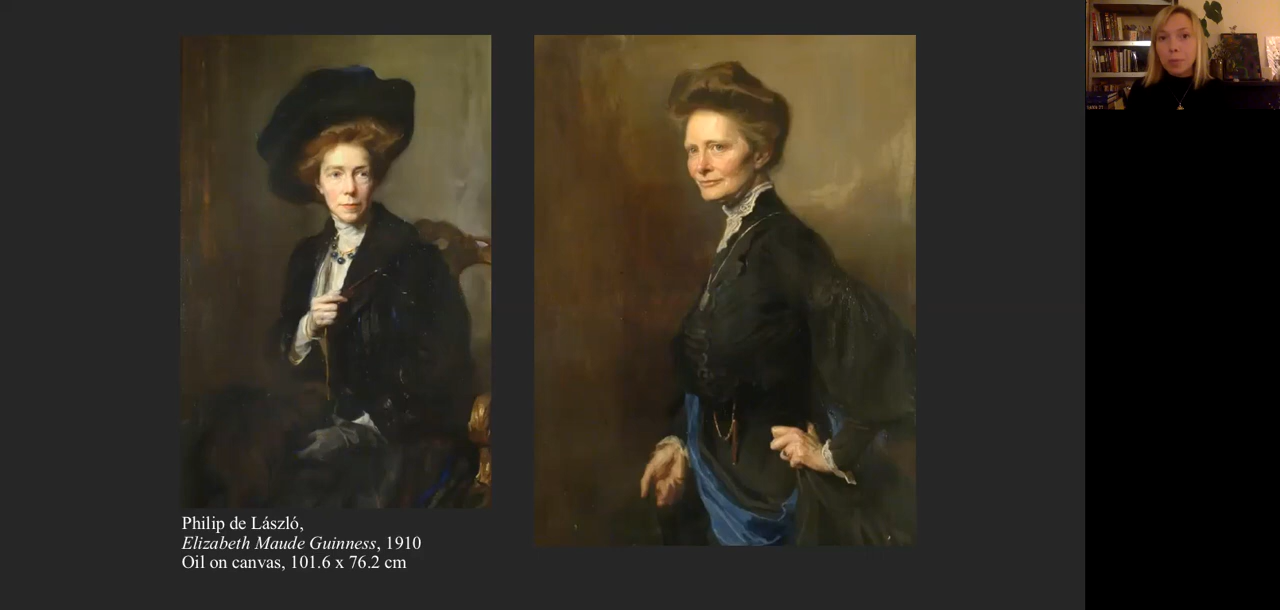 Philip de László,
Elizabeth Maude Guinness, 1910
Oil on canvas, 101.6 x 76.2 cm